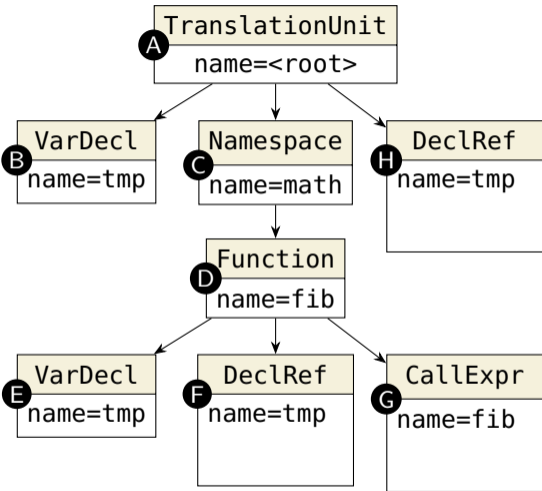 TranslationUnit
A
name=<root>
VarDecl
B
name=tmp
Namespace
C
name=math
DeclRef
H
name=tmp
Function
D
name=fib
VarDecl
E
name=tmp
DeclRef
F
name=tmp
CallExpr
G
name=fib